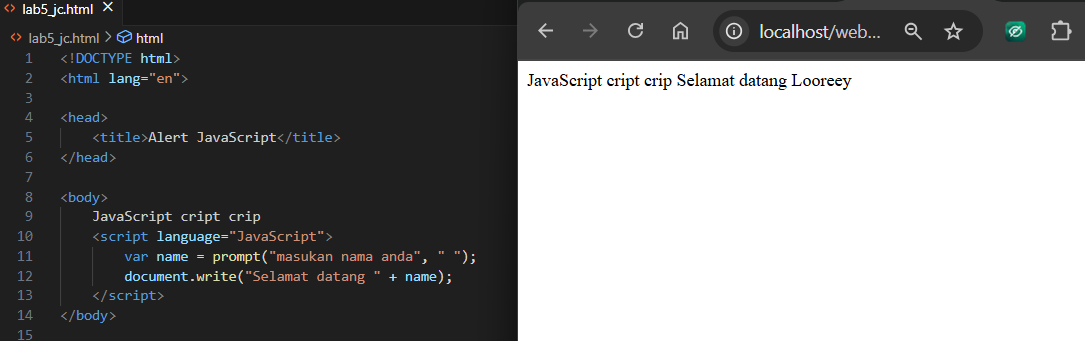 lab5_jc.html
lab5_jc.html > html
1 <!DOCTYPE html>
2 <html lang="en">
3
4 <head>
5 <title>Alert JavaScript</title>
6 </head>
7
8 <body>
9 JavaScript cript crip
10 <script language="JavaScript">
11 var name = prompt("masukan nama anda", " ");
12 document.write("Selamat datang " + name);
13 </script>
14 </body>
15
localhost/web...
JavaScript cript crip Selamat datang Looreey